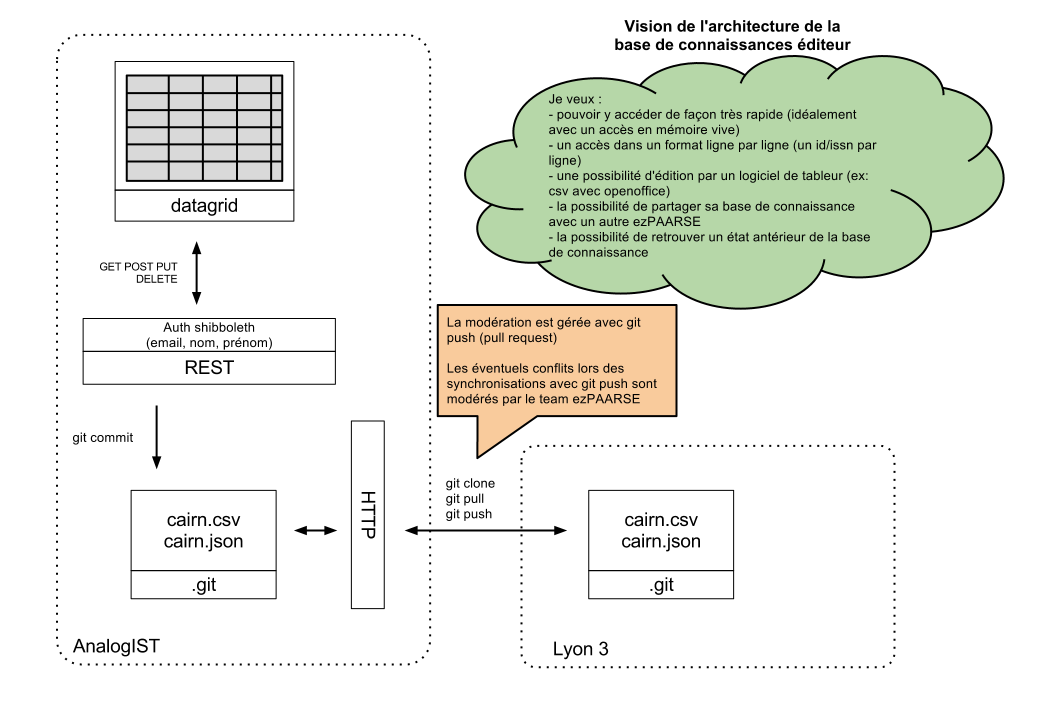 Vision de l'architecture de la
base de connaissances éditeur
Je veux :
- pouvoir y accéder de façon très rapide (idéalement
avec un accès en mémoire vive)
- un accès dans un format ligne par ligne (un id/issn par
ligne)
- une possibilité d'édition par un logiciel de tableur (ex:
csv avec openoffice)
- la possibilité de partager sa base de connaissance
avec un autre ezPAARSE
- la possibilité de retrouver un état antérieur de la base
de connaissance
datagrid
GET POST PUT
DELETE
Auth shibboleth
(email, nom, prénom)
REST
La modération est gérée avec git
push (pull request)
Les éventuels conflits lors des
synchronisations avec git push sont
modérés par le team ezPAARSE
git commit
cairn.csv
cairn.json
.git
HTTP
git clone
git pull
git push
cairn.csv
cairn.json
.git
AnalogIST
Lyon 3